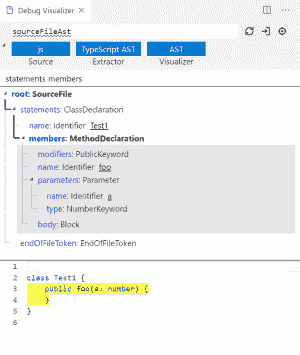 Debug Visualizer
sourceFileAst
js TypeScript AST AST
Source Extractor Visualizer
statements members
root: SourceFile
statements: ClassDeclaration
name: Identifier Test1
members: MethodDeclaration
modifiers: PublicKeyword
name: Identifier foo
parameters: Parameter
name: Identifier a
type: NumberKeyword
body: Block
endOfFileToken: EndOfFileToken
1
2 class Test1 {
3 public foo(a: number) {
4 }
5 }
6